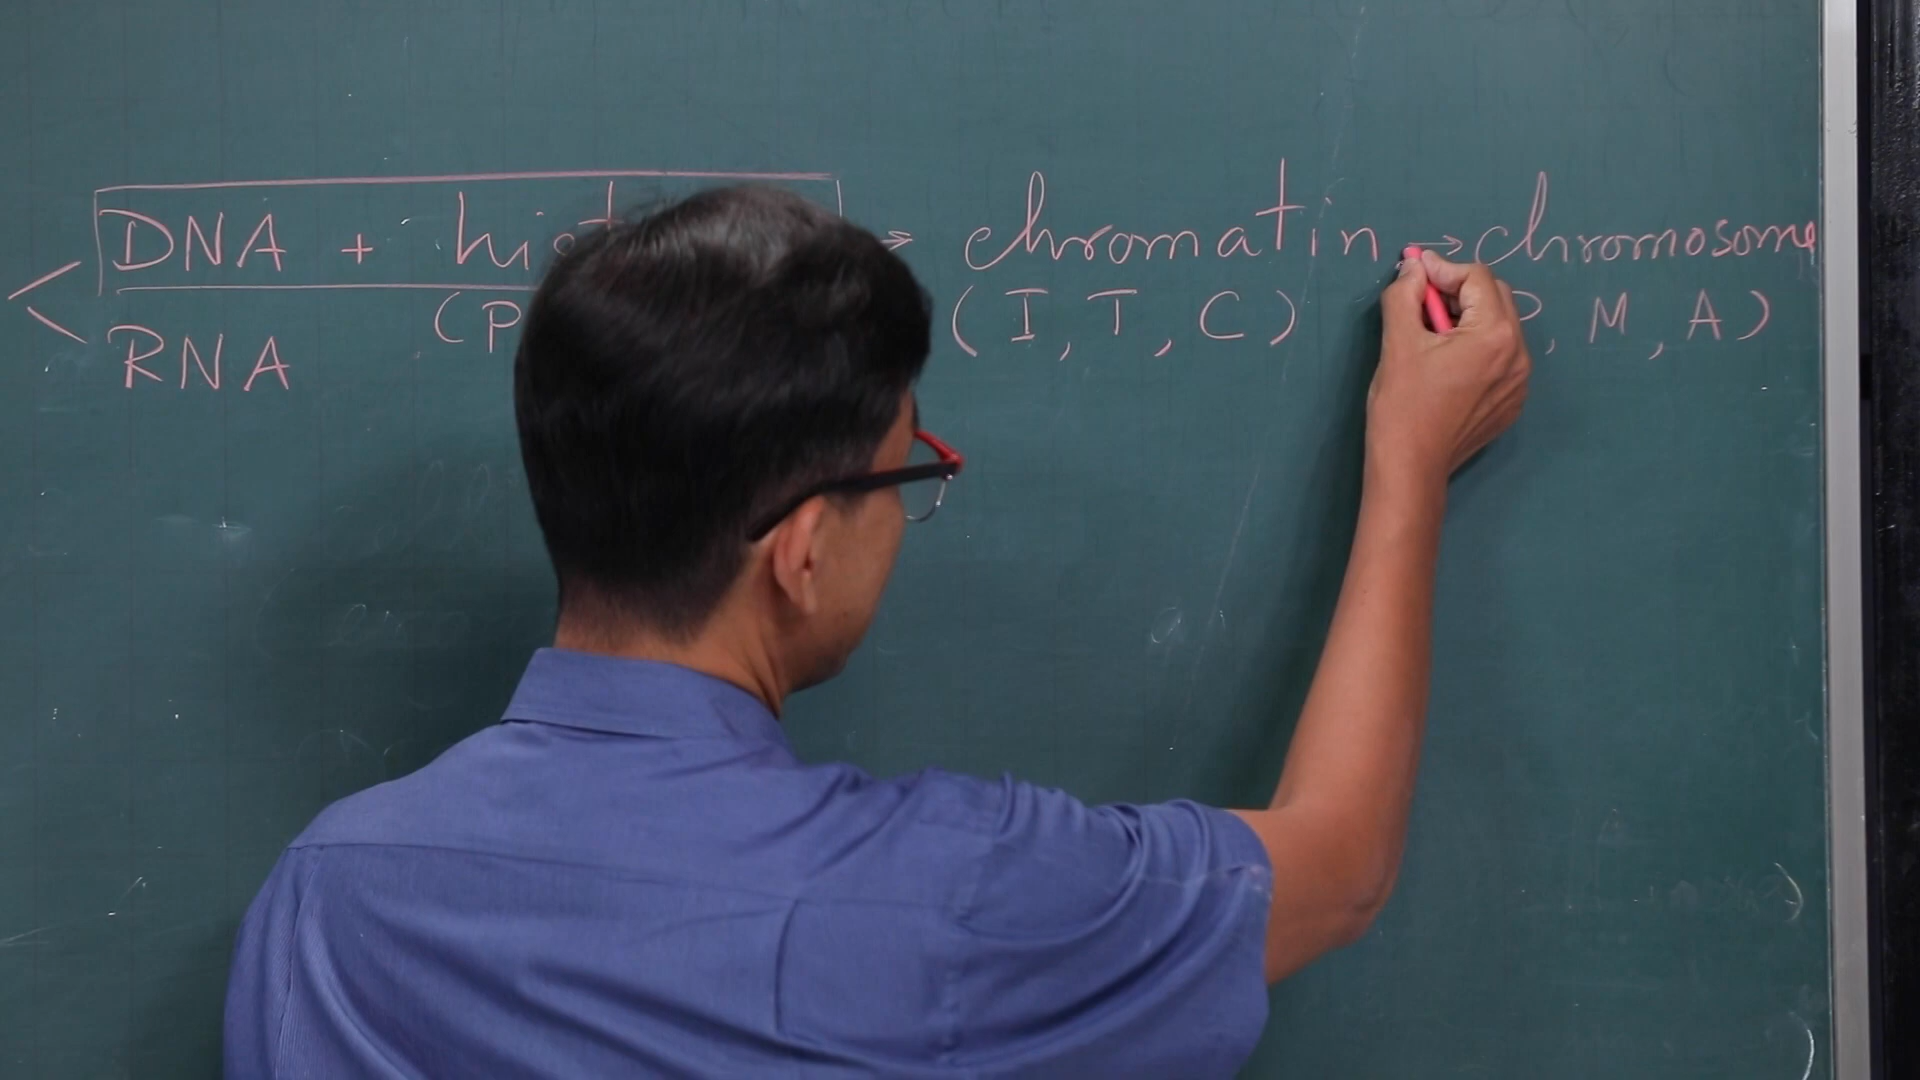 DNA + → chromatin → chromosome
(P (I, T, C) , M, A)
RNA